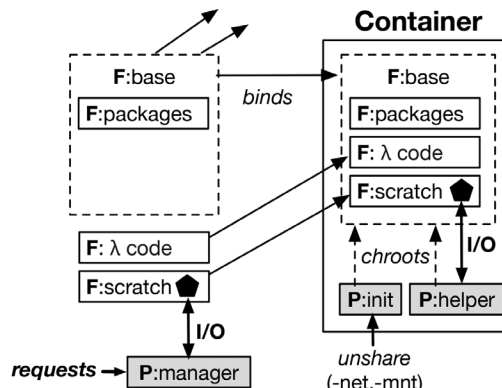 Container
F:base
F:packages
binds
F:base
F:packages
F: λ code
F:scratch
F: λ code
F:scratch
I/O
chroots
I/O
P:init
P:helper
requests
P:manager
unshare
(-net,-mnt)